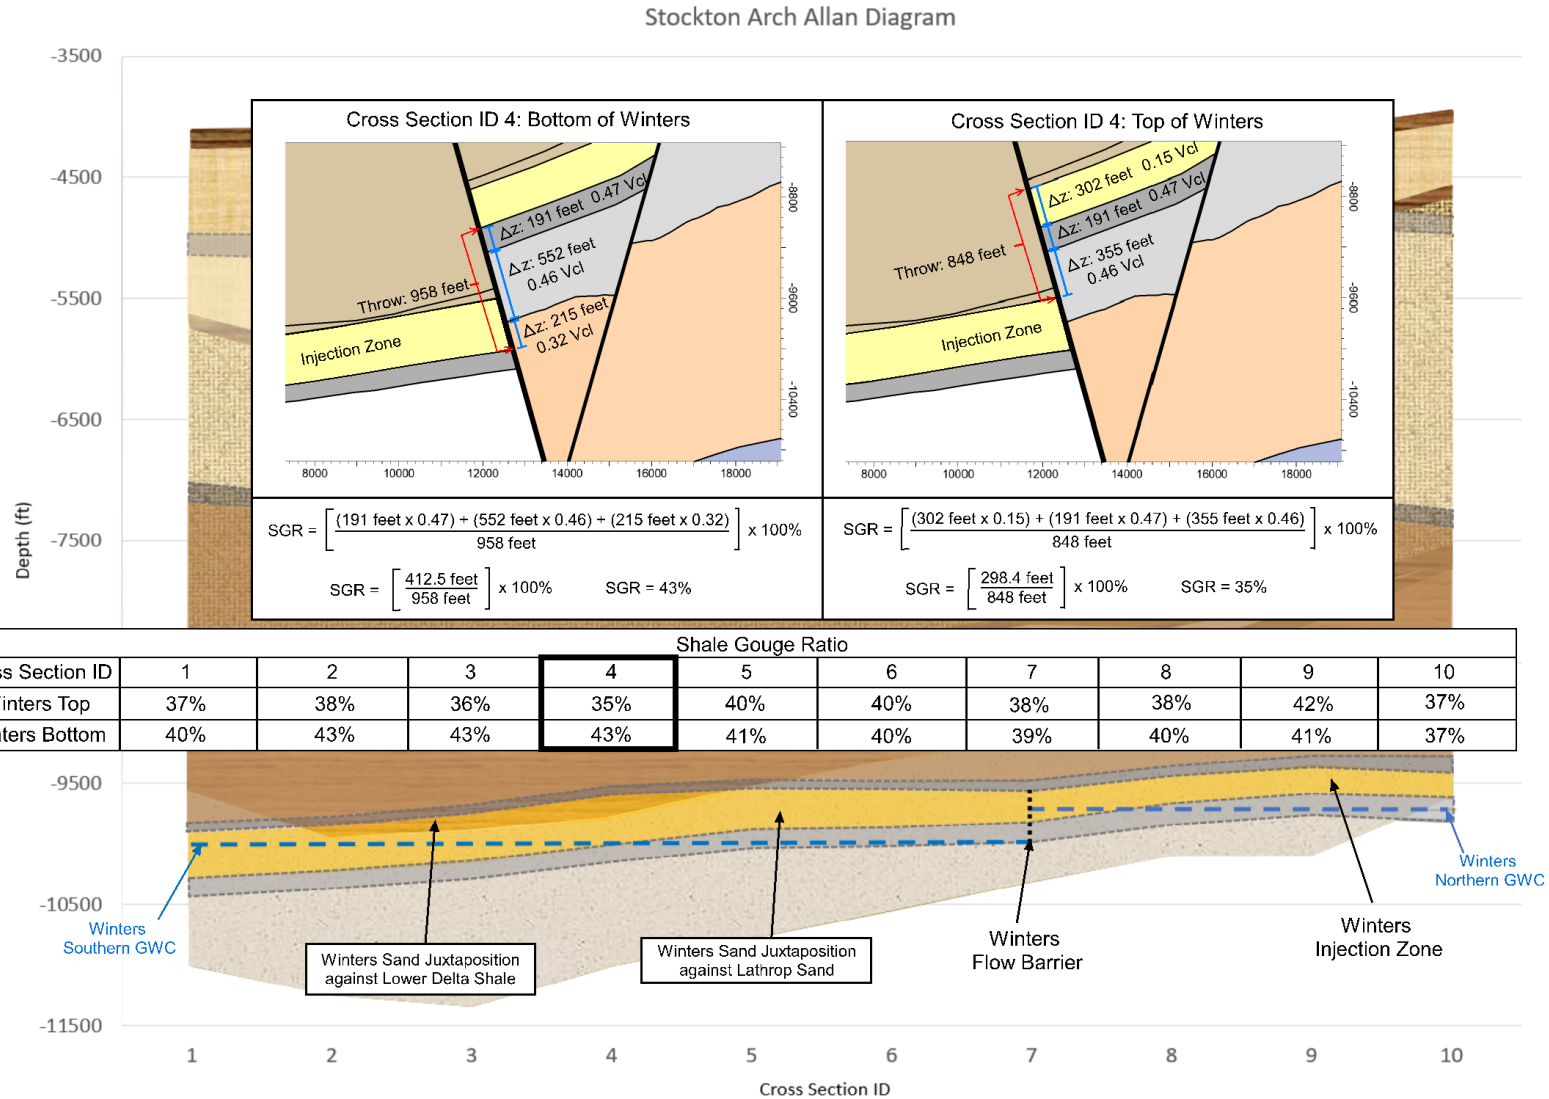 Stockton Arch Allan Diagram
-3500
-4500
-5500
-6500
-7500
-9500
-10500
-11500
Depth (ft)
Cross Section ID 4: Bottom of Winters
Δz: 191 feet 0.47 Vcl
Δz: 552 feet
0.46 Vcl
Δz: 215 feet
0.32 Vcl
Throw: 958 feet
Injection Zone
-8800
-9600
-10400
8000 10000 12000 14000 16000 18000
Cross Section ID 4: Top of Winters
Δz: 302 feet 0.15 Vcl
Δz: 191 feet 0.47 Vcl
Δz: 355 feet
0.46 Vcl
Throw: 848 feet
Injection Zone
-8800
-9600
-10400
8000 10000 12000 14000 16000 18000
SGR = [ (191 feet x 0.47) + (552 feet x 0.46) + (215 feet x 0.32)
958 feet ] x 100%
SGR = [ 412.5 feet
958 feet ] x 100% SGR = 43%
SGR = [ (302 feet x 0.15) + (191 feet x 0.47) + (355 feet x 0.46)
848 feet ] x 100%
SGR = [ 298.4 feet
848 feet ] x 100% SGR = 35%
Shale Gouge Ratio
ss Section ID 1 2 3 4 5 6 7 8 9 10
inters Top 37% 38% 36% 35% 40% 40% 38% 38% 42% 37%
ters Bottom 40% 43% 43% 43% 41% 40% 39% 40% 41% 37%
Winters
Southern GWC
Winters Sand Juxtaposition
against Lower Delta Shale
Winters Sand Juxtaposition
against Lathrop Sand
Winters
Flow Barrier
Winters
Injection Zone
Winters
Northern GWC
1 2 3 4 5 6 7 8 9 10
Cross Section ID